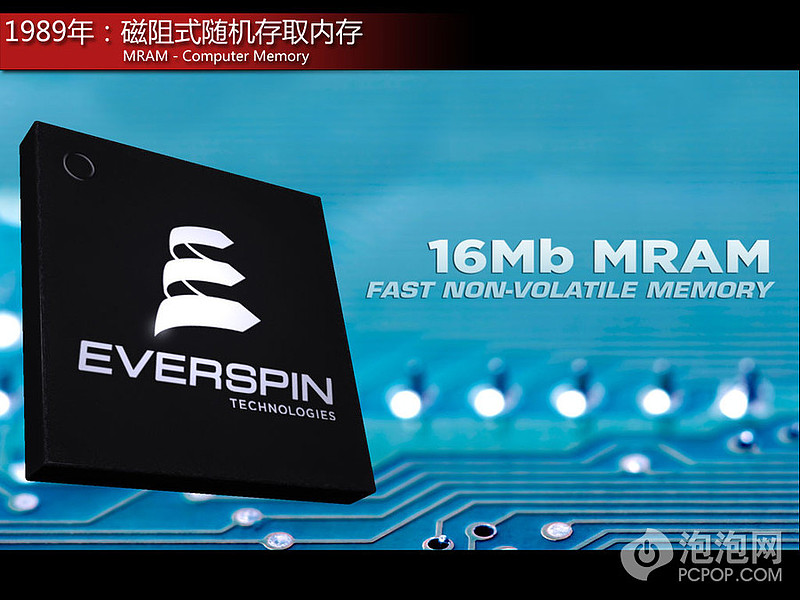 1989年：磁阻式随机存取内存
MRAM - Computer Memory
16Mb MRAM
FAST NON-VOLATILE MEMORY
EVERSPIN
TECHNOLOGIES
泡泡网
PCPOP.COM